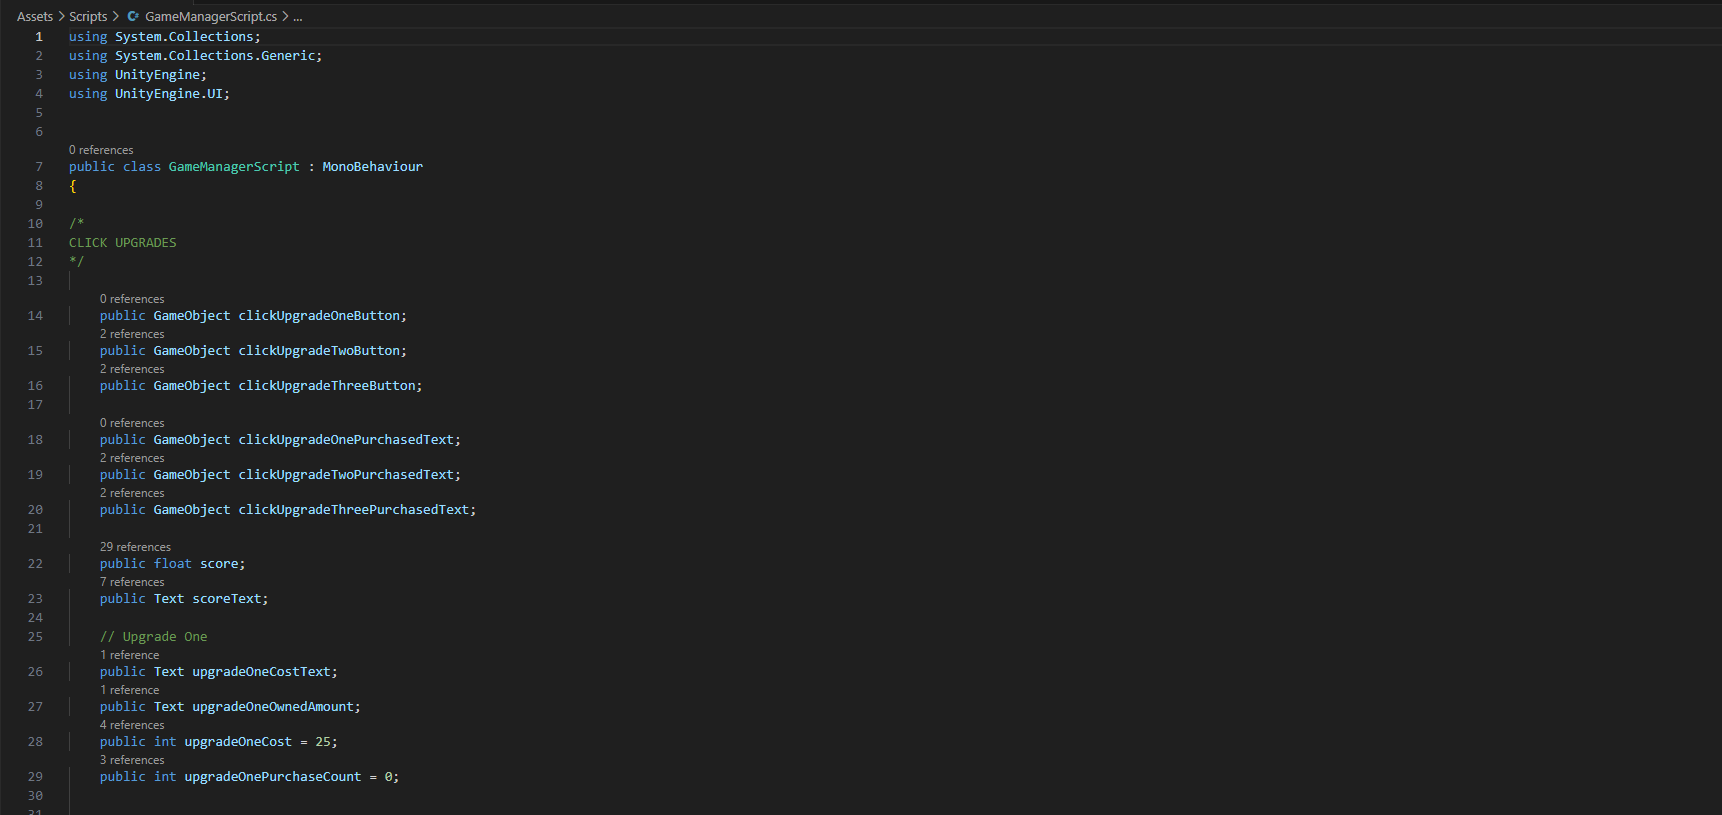 Assets > Scripts > GameManagerScript.cs > ...
1 using System.Collections;
2 using System.Collections.Generic;
3 using UnityEngine;
4 using UnityEngine.UI;
5
6
0 references
7 public class GameManagerScript : MonoBehaviour
8 {
9
10 /*
11 CLICK UPGRADES
12 */
13
0 references
14 public GameObject clickUpgradeOneButton;
2 references
15 public GameObject clickUpgradeTwoButton;
2 references
16 public GameObject clickUpgradeThreeButton;
17
0 references
18 public GameObject clickUpgradeOnePurchasedText;
2 references
19 public GameObject clickUpgradeTwoPurchasedText;
2 references
20 public GameObject clickUpgradeThreePurchasedText;
21
29 references
22 public float score;
7 references
23 public Text scoreText;
24
25 // Upgrade One
1 reference
26 public Text upgradeOneCostText;
1 reference
27 public Text upgradeOneOwnedAmount;
4 references
28 public int upgradeOneCost = 25;
3 references
29 public int upgradeOnePurchaseCount = 0;
30
31